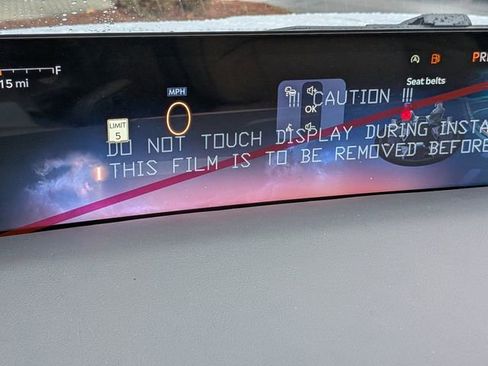 F
15 mi
MPH
0
LIMIT
5
OK
PR
Seat belts
!!! CAUTION !!!
DO NOT TOUCH DISPLAY DURING INSTA
THIS FILM IS TO BE REMOVED BEFORE